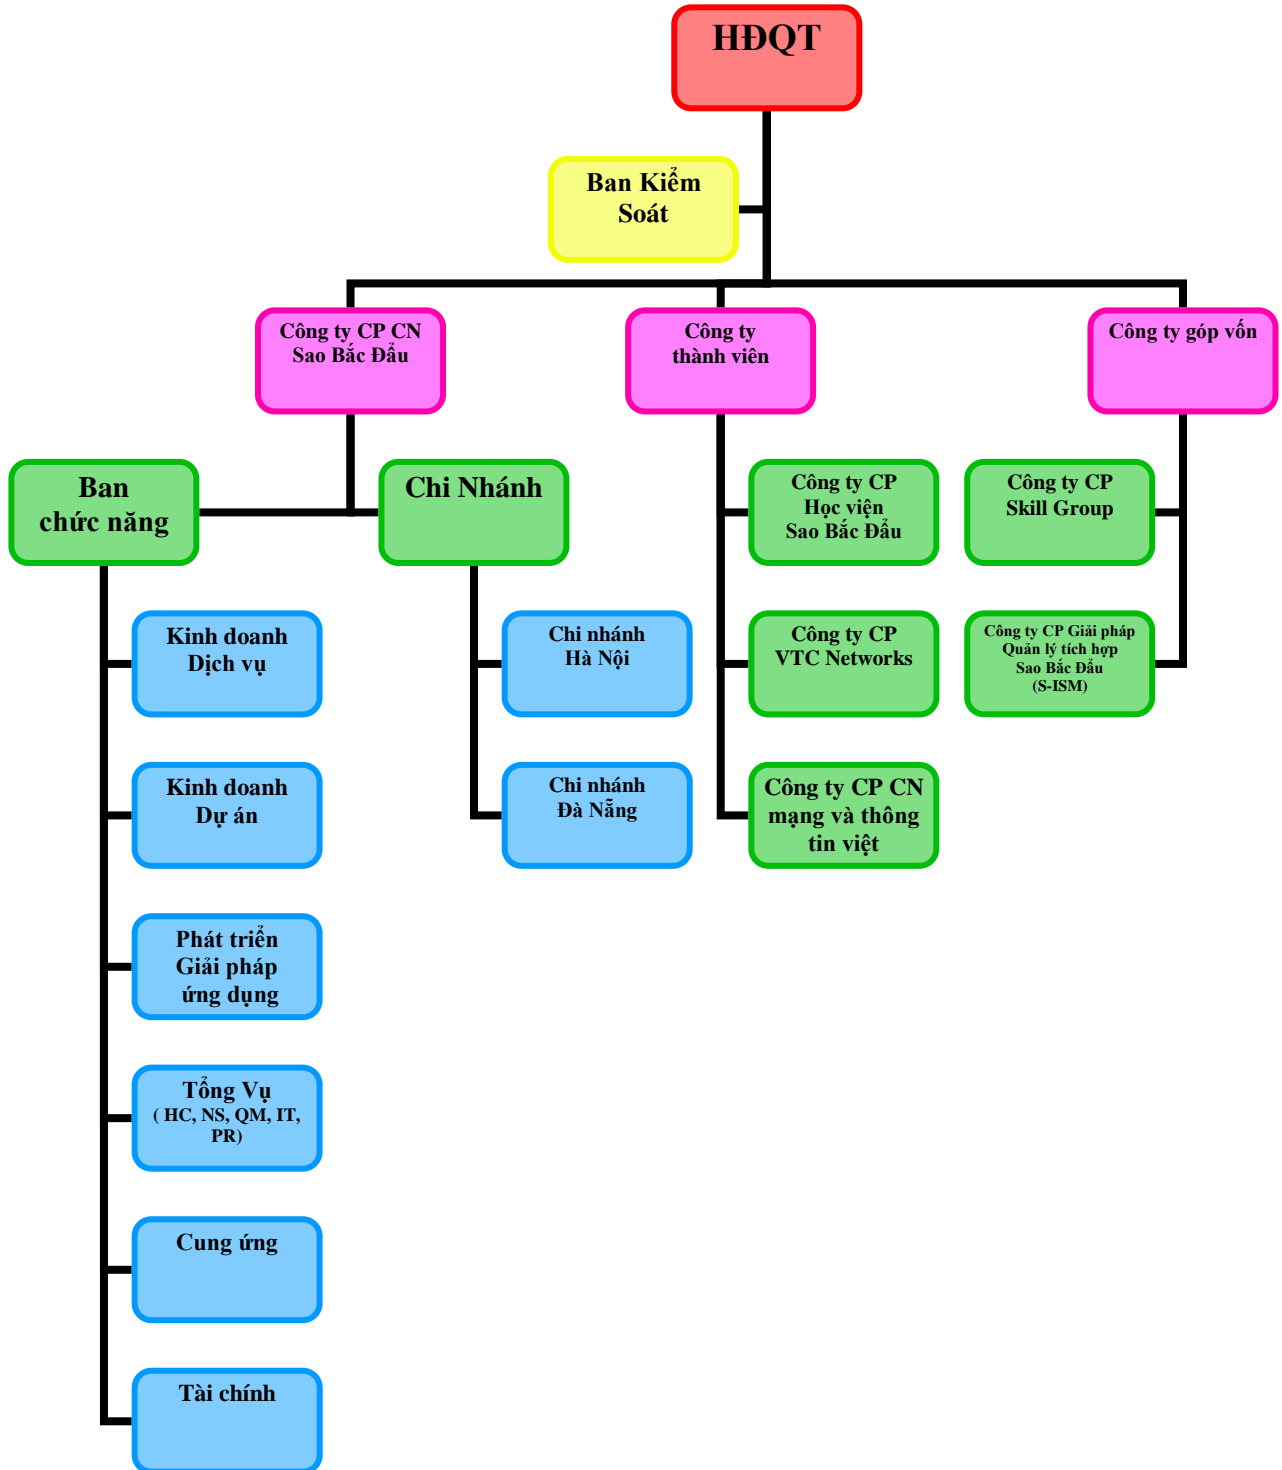 HĐQT
Ban Kiểm
Soát
Công ty CP CN
Sao Bắc Đẩu
Công ty
thành viên
Công ty góp vốn
Ban
chức năng
Chi Nhánh
Công ty CP
Học viện
Sao Bắc Đẩu
Công ty CP
Skill Group
Kinh doanh
Dịch vụ
Chi nhánh
Hà Nội
Công ty CP
VTC Networks
Công ty CP Giải pháp
Quản lý tích hợp
Sao Bắc Đẩu
(S-ISM)
Kinh doanh
Dự án
Chi nhánh
Đà Nẵng
Công ty CP CN
mạng và thông
tin việt
Phát triển
Giải pháp
ứng dụng
Tổng Vụ
( HC, NS, QM, IT,
PR)
Cung ứng
Tài chính